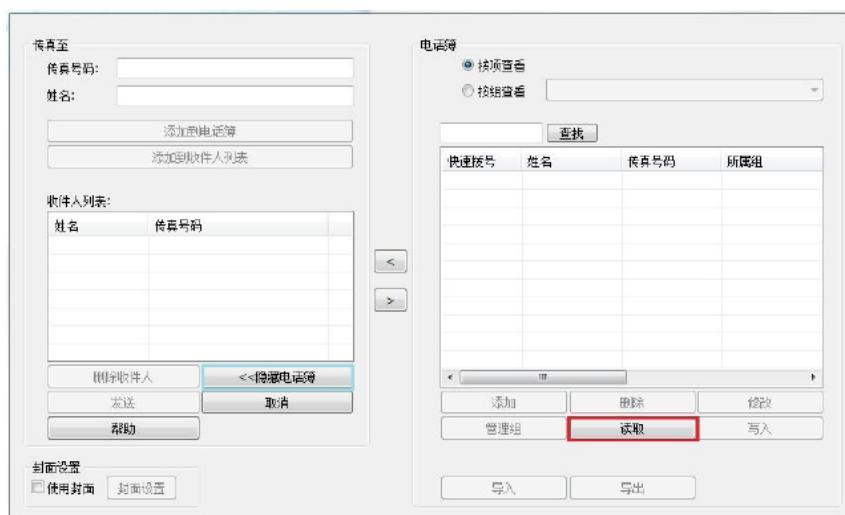 传真至
传真号码:
姓名:
添加到电话簿
添加到收件人列表
收件人列表:
姓名 传真号码
删除收件人 <<隐藏电话簿
发送 取消
帮助
封面设置
使用封面 封面设置
<
>
电话簿
按项查看
按组查看
查找
快速拨号 姓名 传真号码 所属组
添加 删除 修改
管理组 读取 写入
导入 导出